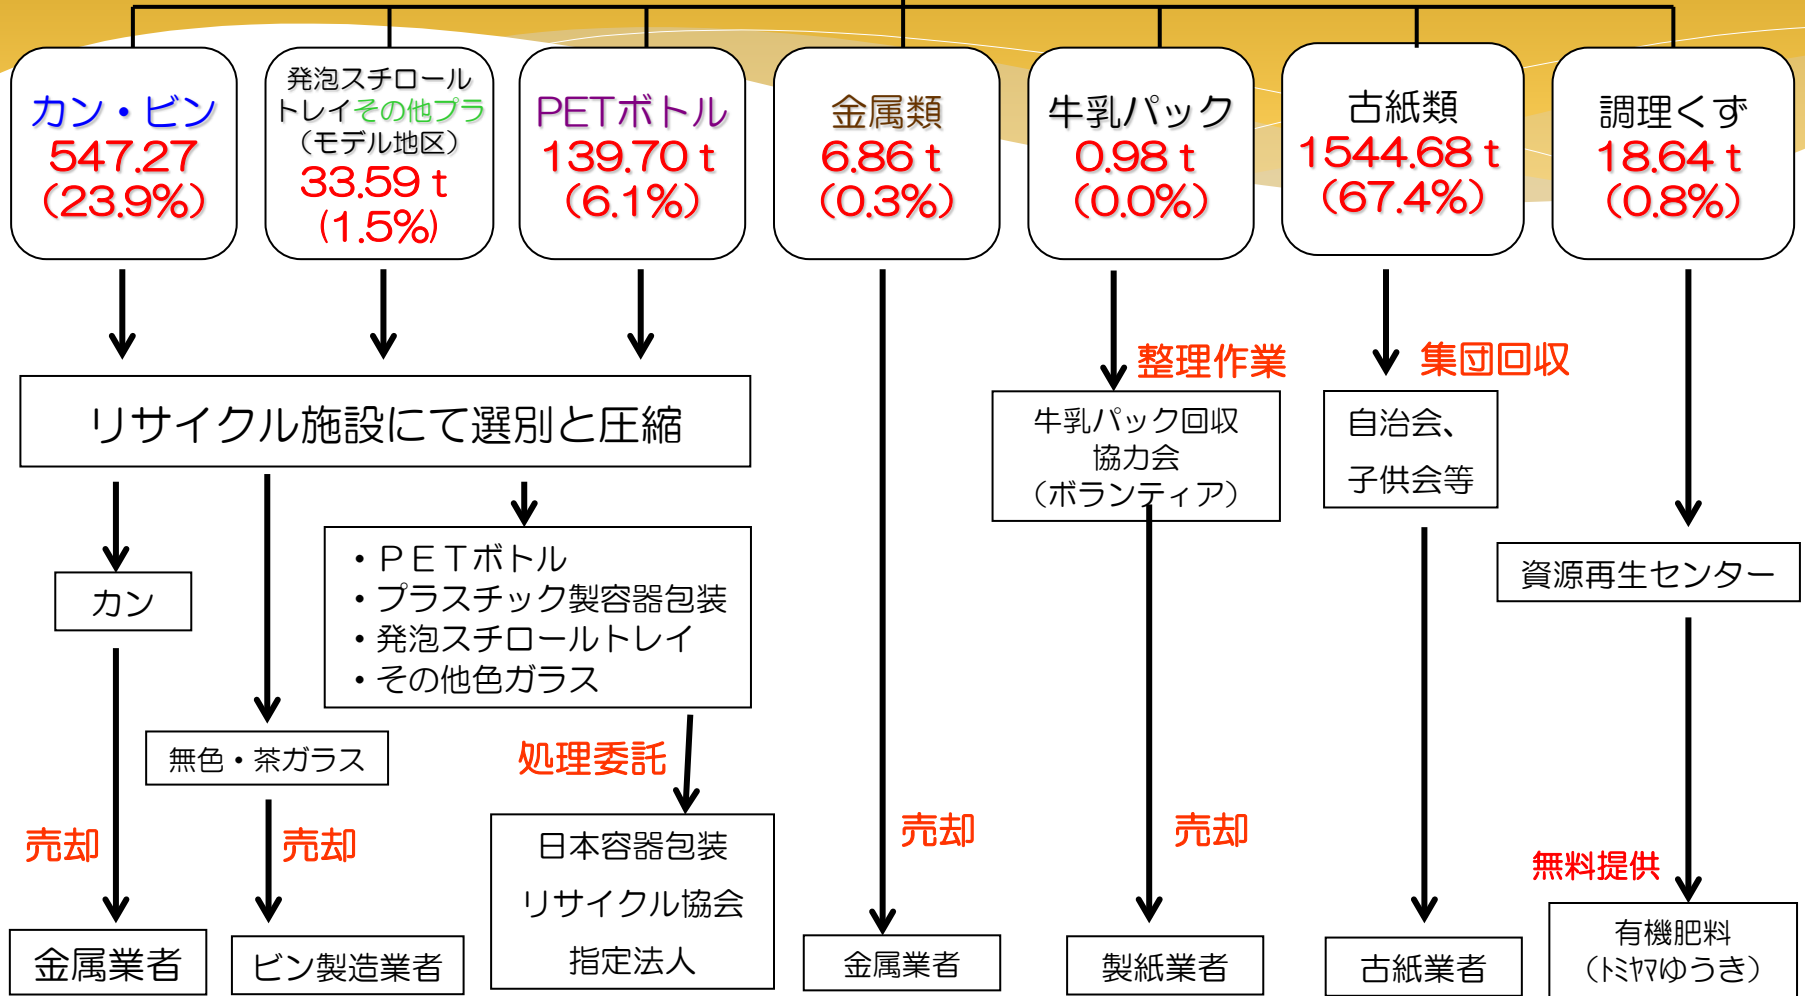 カン・ビン
547.27
(23.9%)
発泡スチロール
トレイその他プラ
（モデル地区）
33.59 t
(1.5%)
PETボトル
139.70 t
(6.1%)
金属類
6.86 t
(0.3%)
牛乳パック
0.98 t
(0.0%)
古紙類
1544.68 t
(67.4%)
調理くず
18.64 t
(0.8%)
リサイクル施設にて選別と圧縮
整理作業
牛乳パック回収
協力会
（ボランティア）
集団回収
自治会、
子供会等
カン
・ＰＥＴボトル
・プラスチック製容器包装
・発泡スチロールトレイ
・その他色ガラス
資源再生センター
無色・茶ガラス
処理委託
売却
売却
売却
売却
無料提供
金属業者
ビン製造業者
日本容器包装
リサイクル協会
指定法人
金属業者
製紙業者
古紙業者
有機肥料
（ﾄﾐﾔﾏゆうき）